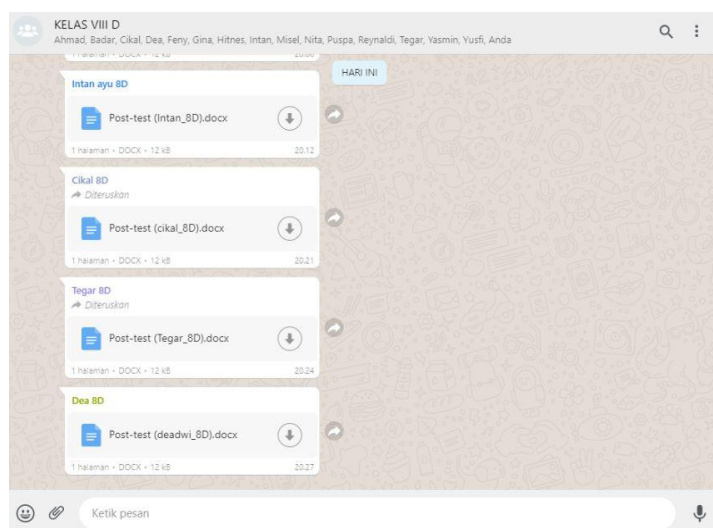 KELAS VIII D
Ahmad, Badar, Cikal, Dea, Feny, Gina, Hitnes, Intan, Misel, Nita, Puspa, Reynaldi, Tegar, Yasmin, Yusfi, Anda
HARI INI
Intan ayu 8D
Post-test (Intan_8D).docx
1 halaman • DOCX • 12 kB 20.12
Cikal 8D
Diteruskan
Post-test (cikal_8D).docx
1 halaman • DOCX • 12 kB 20.21
Tegar 8D
Diteruskan
Post-test (Tegar_8D).docx
1 halaman • DOCX • 12 kB 20.24
Dea 8D
Post-test (deadwi_8D).docx
1 halaman • DOCX • 12 kB 20.27
Ketik pesan